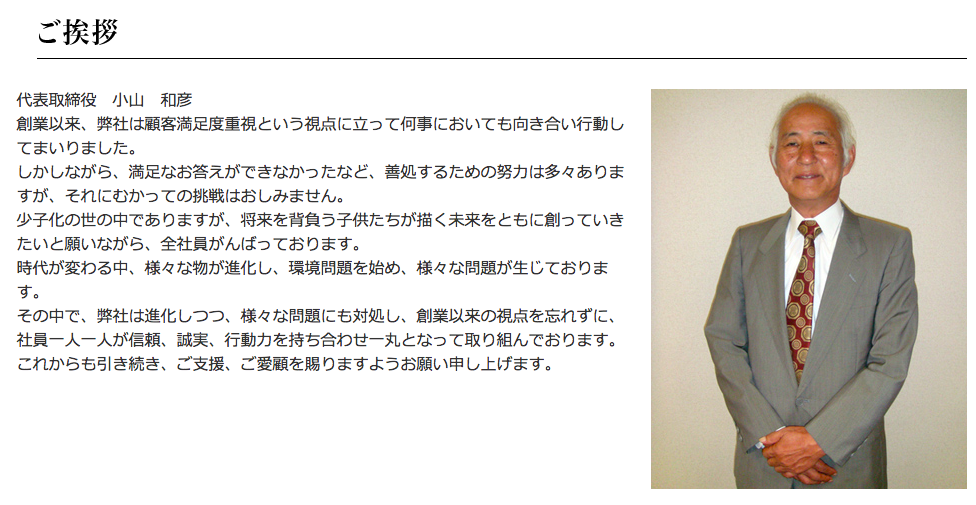 ご挨拶
代表取締役　小山　和彦
創業以来、弊社は顧客満足度重視という視点に立って何事においても向き合い行動し
てまいりました。
しかしながら、満足なお答えができなかったなど、善処するための努力は多々ありま
すが、それにむかっての挑戦はおしみません。
少子化の世の中でありますが、将来を背負う子供たちが描く未来をともに創っていき
たいと願いながら、全社員がんばっております。
時代が変わる中、様々な物が進化し、環境問題を始め、様々な問題が生じておりま
す。
その中で、弊社は進化しつつ、様々な問題にも対処し、創業以来の視点を忘れずに、
社員一人一人が信頼、誠実、行動力を持ち合わせ一丸となって取り組んでおります。
これからも引き続き、ご支援、ご愛顧を賜りますようお願い申し上げます。